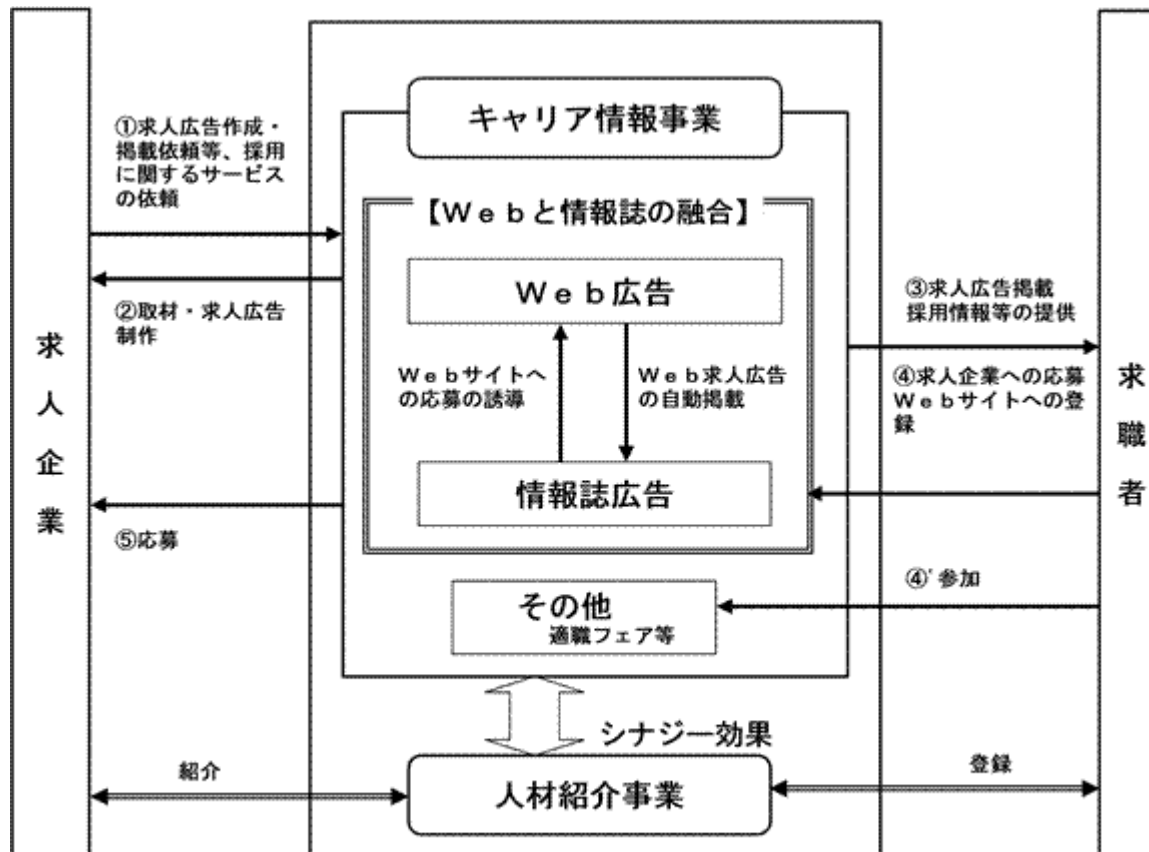 求人企業
①求人広告作成・
掲載依頼等、採用
に関するサービス
の依頼
②取材・求人広告
制作
⑤応募
紹介
キャリア情報事業
【Ｗｅｂと情報誌の融合】
Ｗｅｂ広告
Ｗｅｂサイトへ
の応募の誘導
Ｗｅｂ求人広告
の自動掲載
情報誌広告
その他
適職フェア等
シナジー効果
人材紹介事業
③求人広告掲載
採用情報等の提供
④求人企業への応募
Ｗｅｂサイトへの登
録
④’参加
登録
求職者